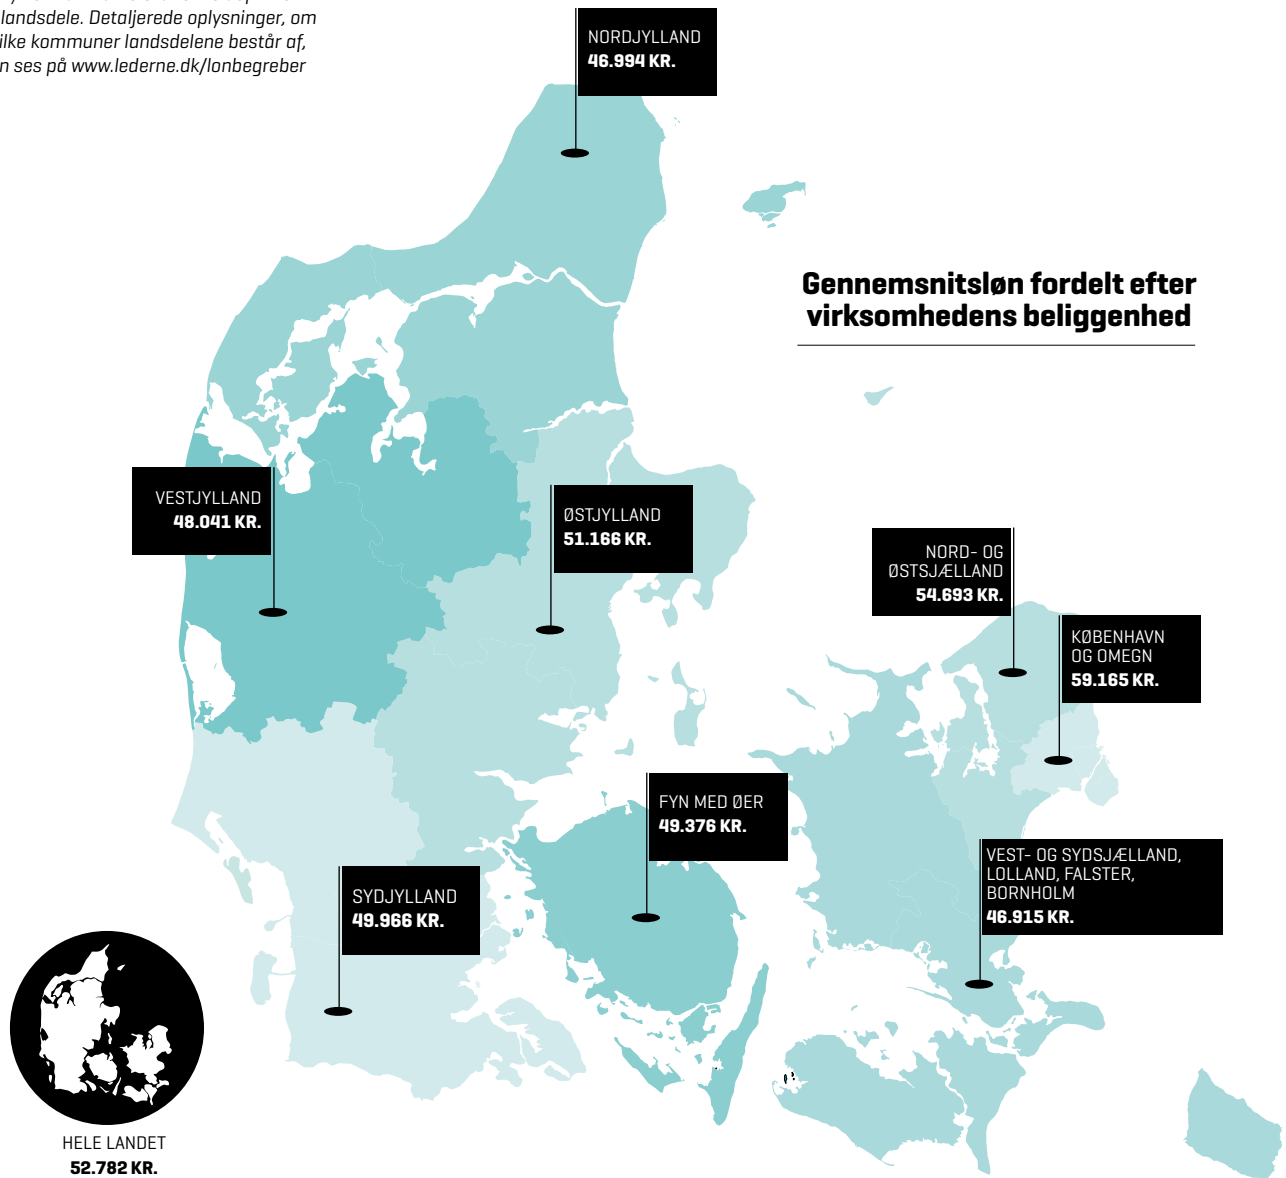 landsdele. Detaljerede oplysninger, om
ilke kommuner landsdelene består af,
n ses på www.lederne.dk/lonbegreber
NORDJYLLAND
46.994 KR.
Gennemsnitsløn fordelt efter
virksomhedens beliggenhed
VESTJYLLAND
48.041 KR.
ØSTJYLLAND
51.166 KR.
NORD- OG
ØSTSJÆLLAND
54.693 KR.
KØBENHAVN
OG OMEGN
59.165 KR.
FYN MED ØER
49.376 KR.
VEST- OG SYDSJÆLLAND,
LOLLAND, FALSTER,
BORNHOLM
46.915 KR.
SYDJYLLAND
49.966 KR.
HELE LANDET
52.782 KR.